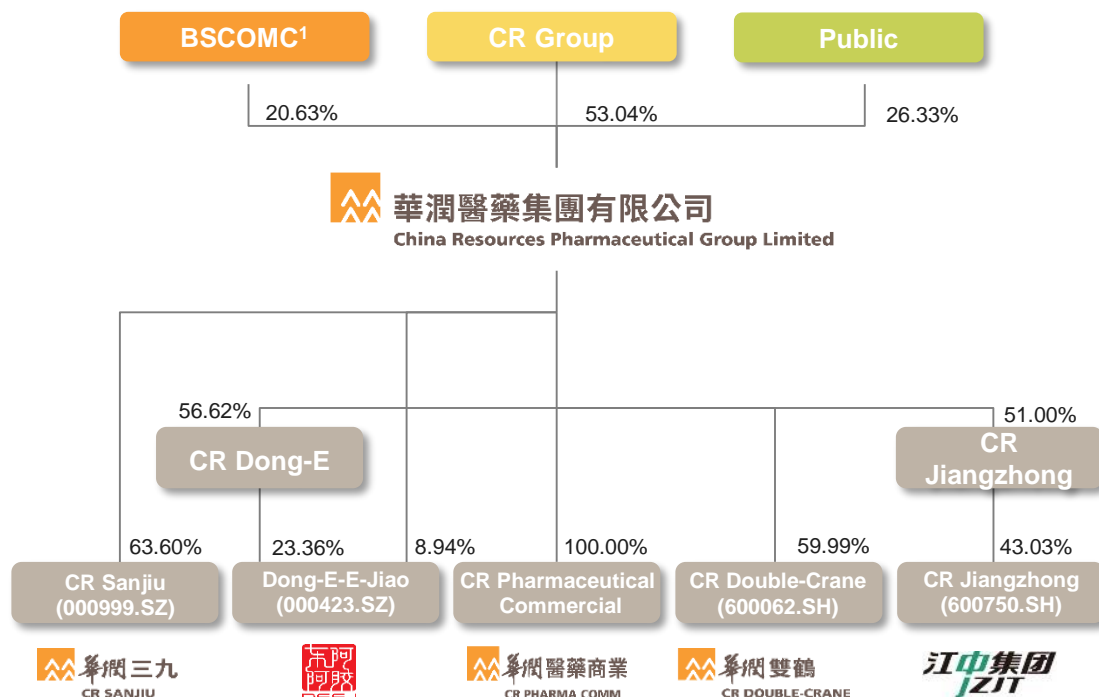 BSCOMC¹
CR Group
Public
20.63%
53.04%
26.33%
華潤醫藥集團有限公司
China Resources Pharmaceutical Group Limited
56.62%
51.00%
CR Dong-E
CR
Jiangzhong
63.60%
23.36%
8.94%
100.00%
59.99%
43.03%
CR Sanjiu
(000999.SZ)
Dong-E-E-Jiao
(000423.SZ)
CR Pharmaceutical
Commercial
CR Double-Crane
(600062.SH)
CR Jiangzhong
(600750.SH)
華潤三九
CR SANJIU
东阿
阿胶
華潤醫藥商業
CR PHARMA COMM
華潤雙鶴
CR DOUBLE-CRANE
江中集团
JZJT